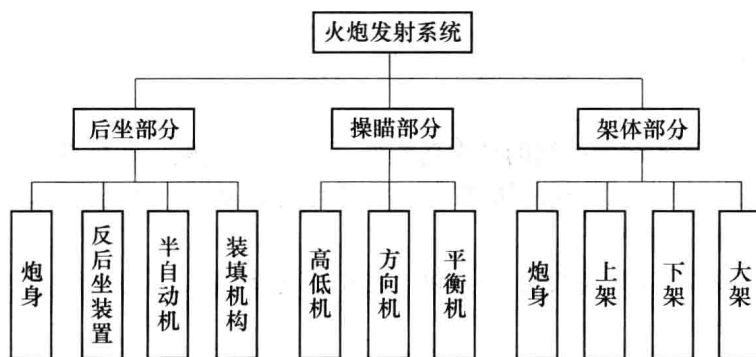 火炮发射系统
后坐部分
操瞄部分
架体部分
炮身
反后坐装置
半自动机
装填机构
高低机
方向机
平衡机
炮身
上架
下架
大架